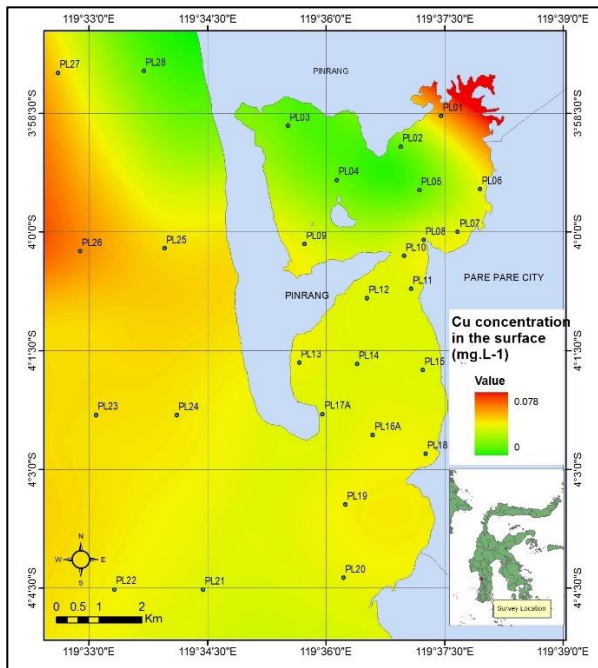 119°33'0"E 119°34'30"E 119°36'0"E 119°37'30"E 119°39'0"E
PL27
PL28
PINRANG
3°58'30"S
3°58'30"S
PL01
PL03
PL02
PL04
PL05
PL06
4°0'0"S
4°0'0"S
PL07
PL08
PL09
PL10
PL26
PL25
PARE PARE CITY
PL11
PINRANG
PL12
Cu concentration
in the surface
(mg.L-1)
Value
0.078
0
4°1'30"S
4°1'30"S
PL13
PL14
PL15
PL23
PL24
PL17A
PL16A
PL18
4°3'0"S
4°3'0"S
PL19
PL20
N
W E
S
PL22
PL21
4°4'30"S
4°4'30"S
0 0.5 1 2
Km
Survey Location
119°33'0"E 119°34'30"E 119°36'0"E 119°37'30"E 119°39'0"E